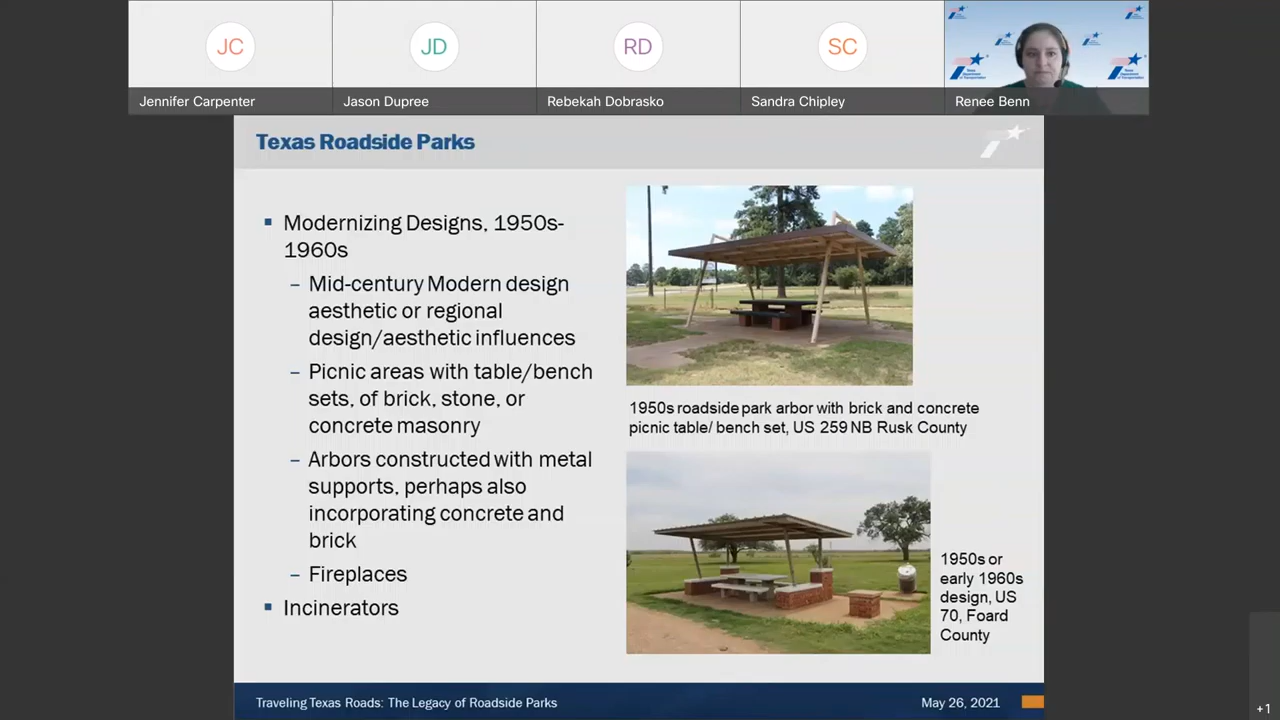 JC
JD
RD
SC
Jennifer Carpenter
Jason Dupree
Rebekah Dobrasko
Sandra Chipley
Renee Benn
Texas Roadside Parks
Modernizing Designs, 1950s-
1960s
– Mid-century Modern design
aesthetic or regional
design/aesthetic influences
– Picnic areas with table/bench
sets, of brick, stone, or
concrete masonry
– Arbors constructed with metal
supports, perhaps also
incorporating concrete and
brick
– Fireplaces
Incinerators
1950s roadside park arbor with brick and concrete
picnic table/ bench set, US 259 NB Rusk County
1950s or
early 1960s
design, US
70, Foard
County
Traveling Texas Roads: The Legacy of Roadside Parks
May 26, 2021
+1